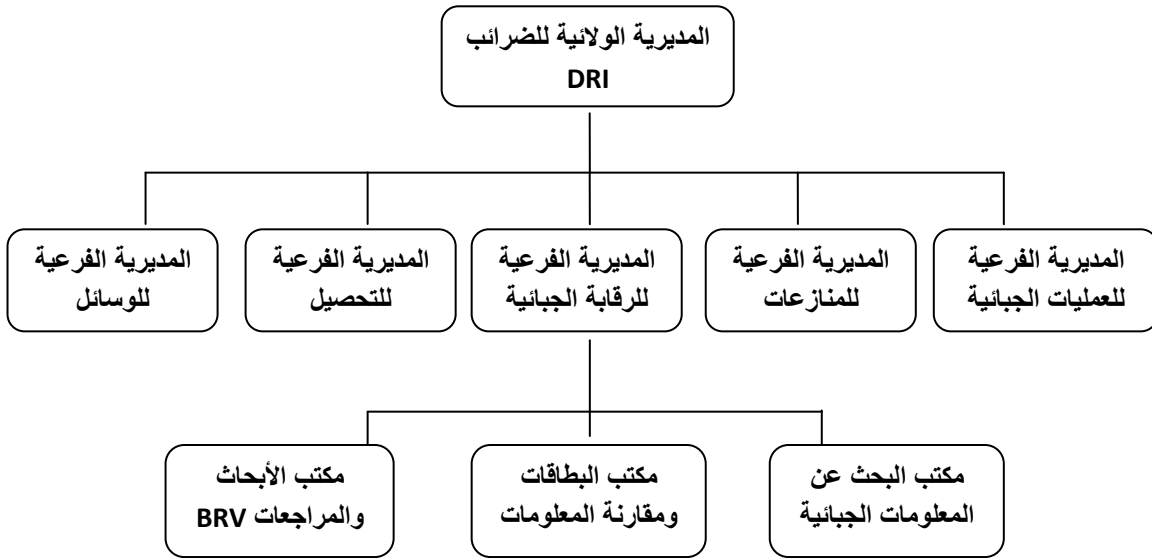 المديرية الولائية للضرائب
DRI
المديرية الفرعية
للعمليات الجبائية
المديرية الفرعية
للمنازعات
المديرية الفرعية
للرقابة الجبائية
المديرية الفرعية
للتحصيل
المديرية الفرعية
للوسائل
مكتب البحث عن
المعلومات الجبائية
مكتب البطاقات
ومقارنة المعلومات
مكتب الأبحاث
والمراجعات BRV